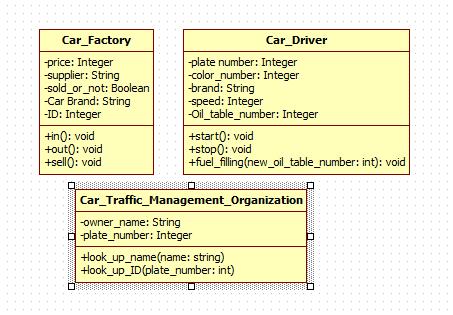 Car_Factory
-price: Integer
-supplier: String
-sold_or_not: Boolean
-Car Brand: String
-ID: Integer
+in(): void
+out(): void
+sell(): void
Car_Driver
-plate number: Integer
-color_number: Integer
-brand: String
-speed: Integer
-Oil_table_number: Integer
+start(): void
+stop(): void
+fuel_filling(new_oil_table_number: int): void
Car_Traffic_Management_Organization
-owner_name: String
-plate_number: Integer
+look_up_name(name: string)
+look_up_ID(plate_number: int)